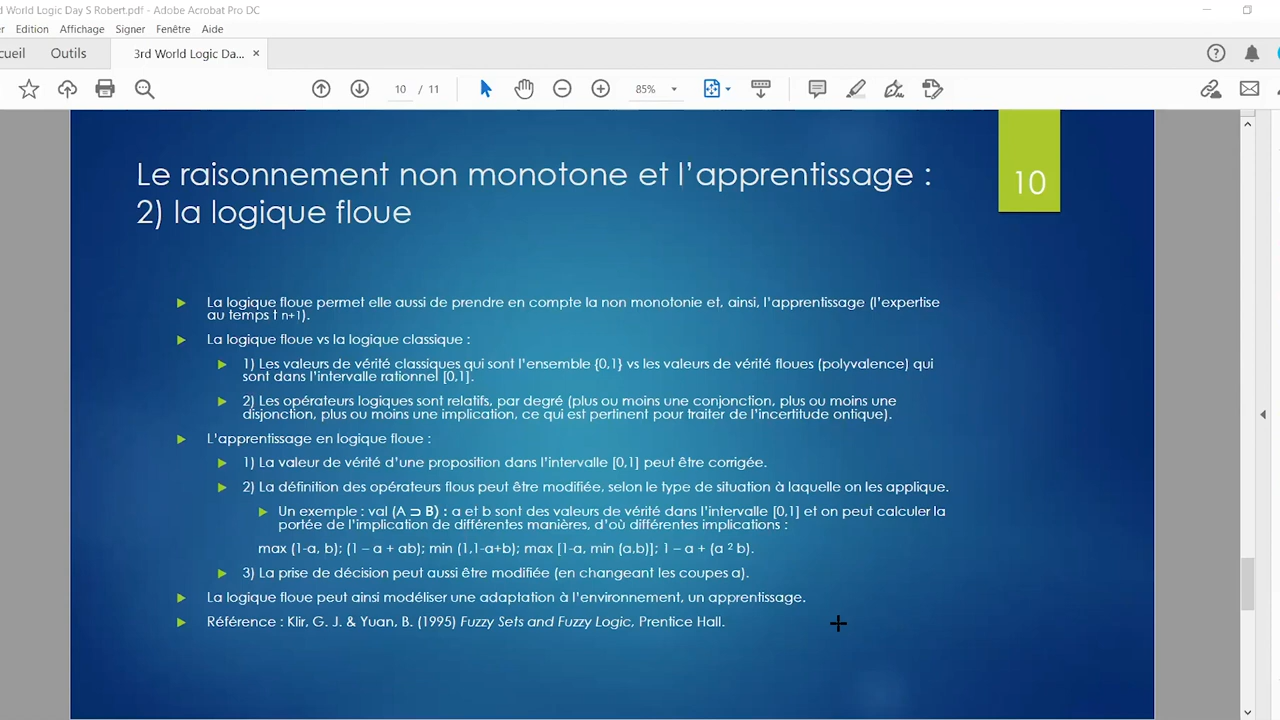 d World Logic Day S Robert.pdf - Adobe Acrobat Pro DC
er Edition Affichage Signer Fenêtre Aide
cueil Outils 3rd World Logic Da... ×
10 / 11 85%
Le raisonnement non monotone et l’apprentissage :
2) la logique floue
10
La logique floue permet elle aussi de prendre en compte la non monotonie et, ainsi, l’apprentissage (l’expertise
au temps t n+1).
La logique floue vs la logique classique :
1) Les valeurs de vérité classiques qui sont l’ensemble {0,1} vs les valeurs de vérité floues (polyvalence) qui
sont dans l’intervalle rationnel [0,1].
2) Les opérateurs logiques sont relatifs, par degré (plus ou moins une conjonction, plus ou moins une
disjonction, plus ou moins une implication, ce qui est pertinent pour traiter de l’incertitude ontique).
L’apprentissage en logique floue :
1) La valeur de vérité d’une proposition dans l’intervalle [0,1] peut être corrigée.
2) La définition des opérateurs flous peut être modifiée, selon le type de situation à laquelle on les applique.
Un exemple : val (A ⊃ B) : a et b sont des valeurs de vérité dans l’intervalle [0,1] et on peut calculer la
portée de l’implication de différentes manières, d’où différentes implications :
max (1-a, b); (1 – a + ab); min (1,1-a+b); max [1-a, min (a,b)]; 1 – a + (a ² b).
3) La prise de décision peut aussi être modifiée (en changeant les coupes a).
La logique floue peut ainsi modéliser une adaptation à l’environnement, un apprentissage.
Référence : Klir, G. J. & Yuan, B. (1995) Fuzzy Sets and Fuzzy Logic, Prentice Hall.